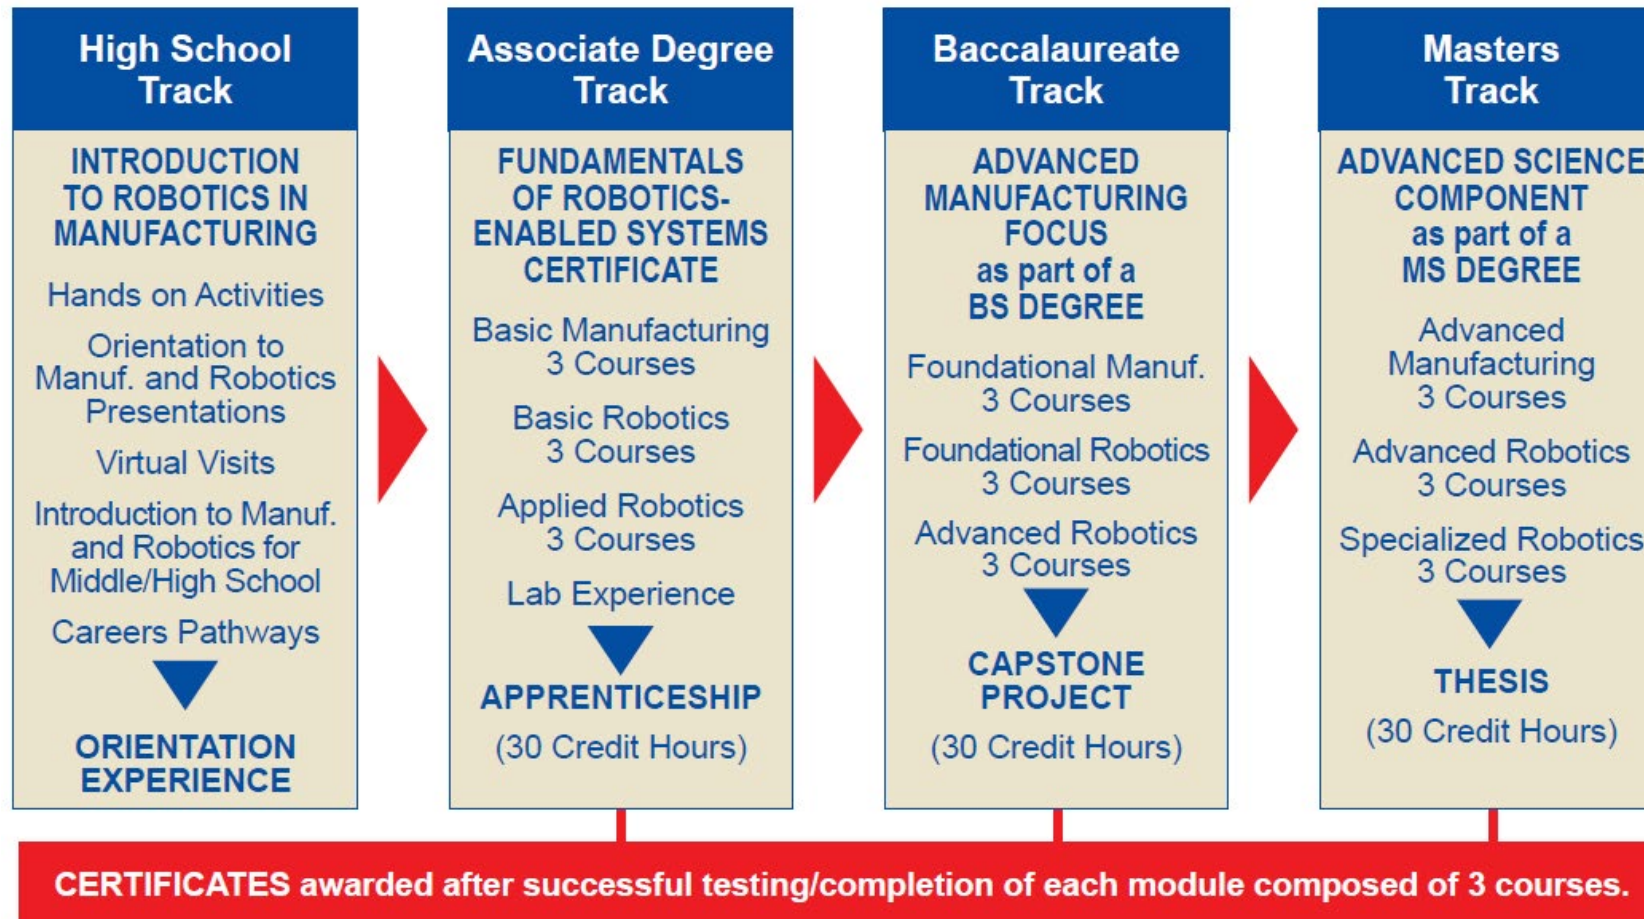 High School
Track
INTRODUCTION
TO ROBOTICS IN
MANUFACTURING
Hands on Activities
Orientation to
Manuf. and Robotics
Presentations
Virtual Visits
Introduction to Manuf.
and Robotics for
Middle/High School
Careers Pathways
ORIENTATION
EXPERIENCE
Associate Degree
Track
FUNDAMENTALS
OF ROBOTICS-
ENABLED SYSTEMS
CERTIFICATE
Basic Manufacturing
3 Courses
Basic Robotics
3 Courses
Applied Robotics
3 Courses
Lab Experience
APPRENTICESHIP
(30 Credit Hours)
Baccalaureate
Track
ADVANCED
MANUFACTURING
FOCUS
as part of a
BS DEGREE
Foundational Manuf.
3 Courses
Foundational Robotics
3 Courses
Advanced Robotics
3 Courses
CAPSTONE
PROJECT
(30 Credit Hours)
Masters
Track
ADVANCED SCIENCE
COMPONENT
as part of a
MS DEGREE
Advanced
Manufacturing
3 Courses
Advanced Robotics
3 Courses
Specialized Robotics
3 Courses
THESIS
(30 Credit Hours)
CERTIFICATES awarded after successful testing/completion of each module composed of 3 courses.